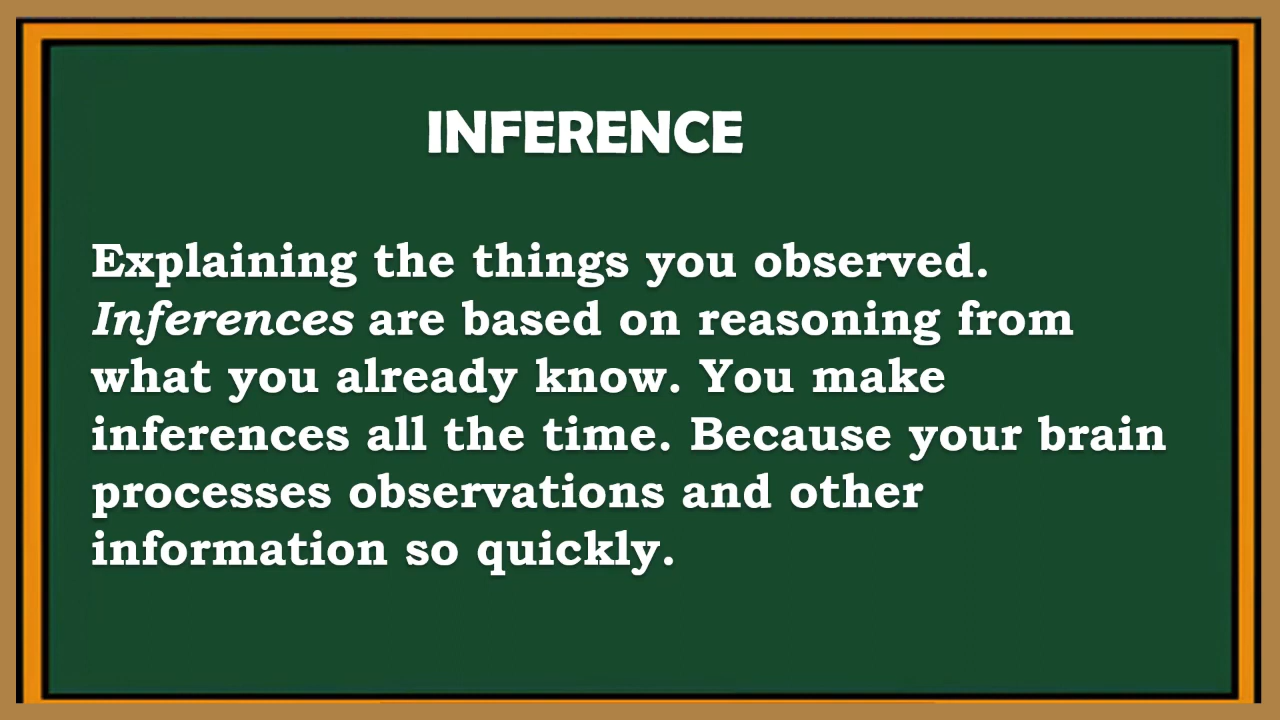 INFERENCE
Explaining the things you observed.
Inferences are based on reasoning from
what you already know. You make
inferences all the time. Because your brain
processes observations and other
information so quickly.